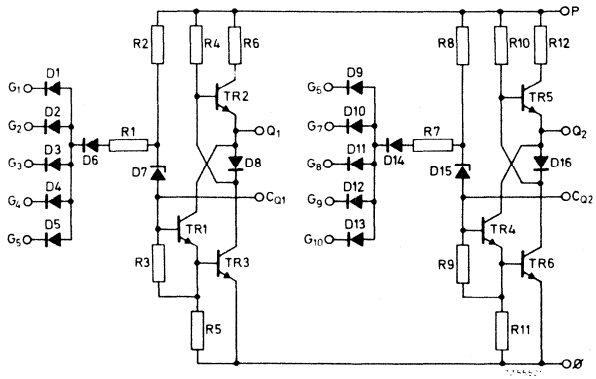 P
R2 R4 R6 R8 R10 R12
D1 D9
G1 G6
TR2 TR5
D2 D10
G2 R1 Q1 G7 R7 Q2
D3 D6 D8 D11 D14 D16
G3 D7 G8 D15
D4 D12
G4 CQ1 G9 CQ2
D5 TR1 D13 TR4
G5 G10
R3 TR3 R9 TR6
R5 R11
Ø